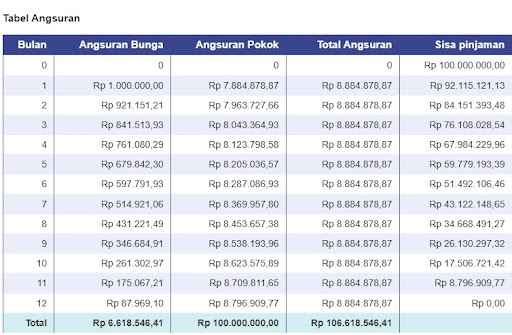 Tabel Angsuran
Bulan Angsuran Bunga Angsuran Pokok Total Angsuran Sisa pinjaman
0 0 0 0 Rp 100.000.000,00
1 Rp 1.000.000,00 Rp 7.884.878,87 Rp 8.884.878,87 Rp 92.115.121,13
2 Rp 921.151,21 Rp 7.963.727,66 Rp 8.884.878,87 Rp 84.151.393,48
3 Rp 841.513,93 Rp 8.043.364,93 Rp 8.884.878,87 Rp 76.108.028,54
4 Rp 761.080,29 Rp 8.123.798,58 Rp 8.884.878,87 Rp 67.984.229,96
5 Rp 679.842,30 Rp 8.205.036,57 Rp 8.884.878,87 Rp 59.779.193,39
6 Rp 597.791,93 Rp 8.287.086,93 Rp 8.884.878,87 Rp 51.492.106,46
7 Rp 514.921,06 Rp 8.369.957,80 Rp 8.884.878,87 Rp 43.122.148,65
8 Rp 431.221,49 Rp 8.453.657,38 Rp 8.884.878,87 Rp 34.668.491,27
9 Rp 346.684,91 Rp 8.538.193,96 Rp 8.884.878,87 Rp 26.130.297,32
10 Rp 261.302,97 Rp 8.623.575,89 Rp 8.884.878,87 Rp 17.506.721,42
11 Rp 175.067,21 Rp 8.709.811,65 Rp 8.884.878,87 Rp 8.796.909,77
12 Rp 87.969,10 Rp 8.796.909,77 Rp 8.884.878,87 Rp 0,00
Total Rp 6.618.546,41 Rp 100.000.000,00 Rp 106.618.546,41